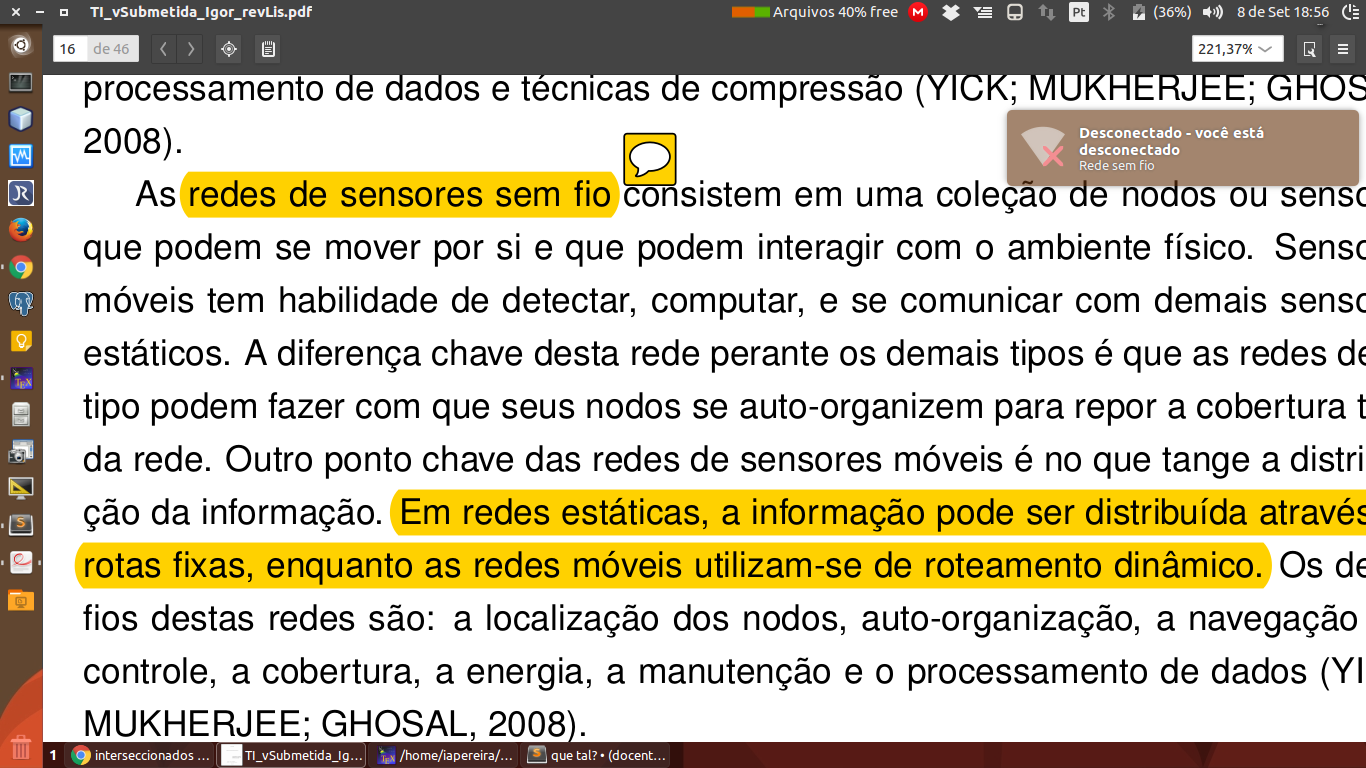 TI_vSubmetida_Igor_revLis.pdf
Arquivos 40% free
Pt
(36%)
8 de Set 18:56
16 de 46
221,37%
processamento de dados e técnicas de compressão (YICK; MUKHERJEE; GHOS
2008).
Desconectado - você está
desconectado
Rede sem fio
As redes de sensores sem fio consistem em uma coleção de nodos ou senso
que podem se mover por si e que podem interagir com o ambiente físico. Senso
móveis tem habilidade de detectar, computar, e se comunicar com demais senso
estáticos. A diferença chave desta rede perante os demais tipos é que as redes de
tipo podem fazer com que seus nodos se auto-organizem para repor a cobertura t
da rede. Outro ponto chave das redes de sensores móveis é no que tange a distri
ção da informação. Em redes estáticas, a informação pode ser distribuída através
rotas fixas, enquanto as redes móveis utilizam-se de roteamento dinâmico. Os de
fios destas redes são: a localização dos nodos, auto-organização, a navegação
controle, a cobertura, a energia, a manutenção e o processamento de dados (YI
MUKHERJEE; GHOSAL, 2008).
1 interseccionados ... TI_vSubmetida_Ig... /home/iapereira/... que tal? • (docent...